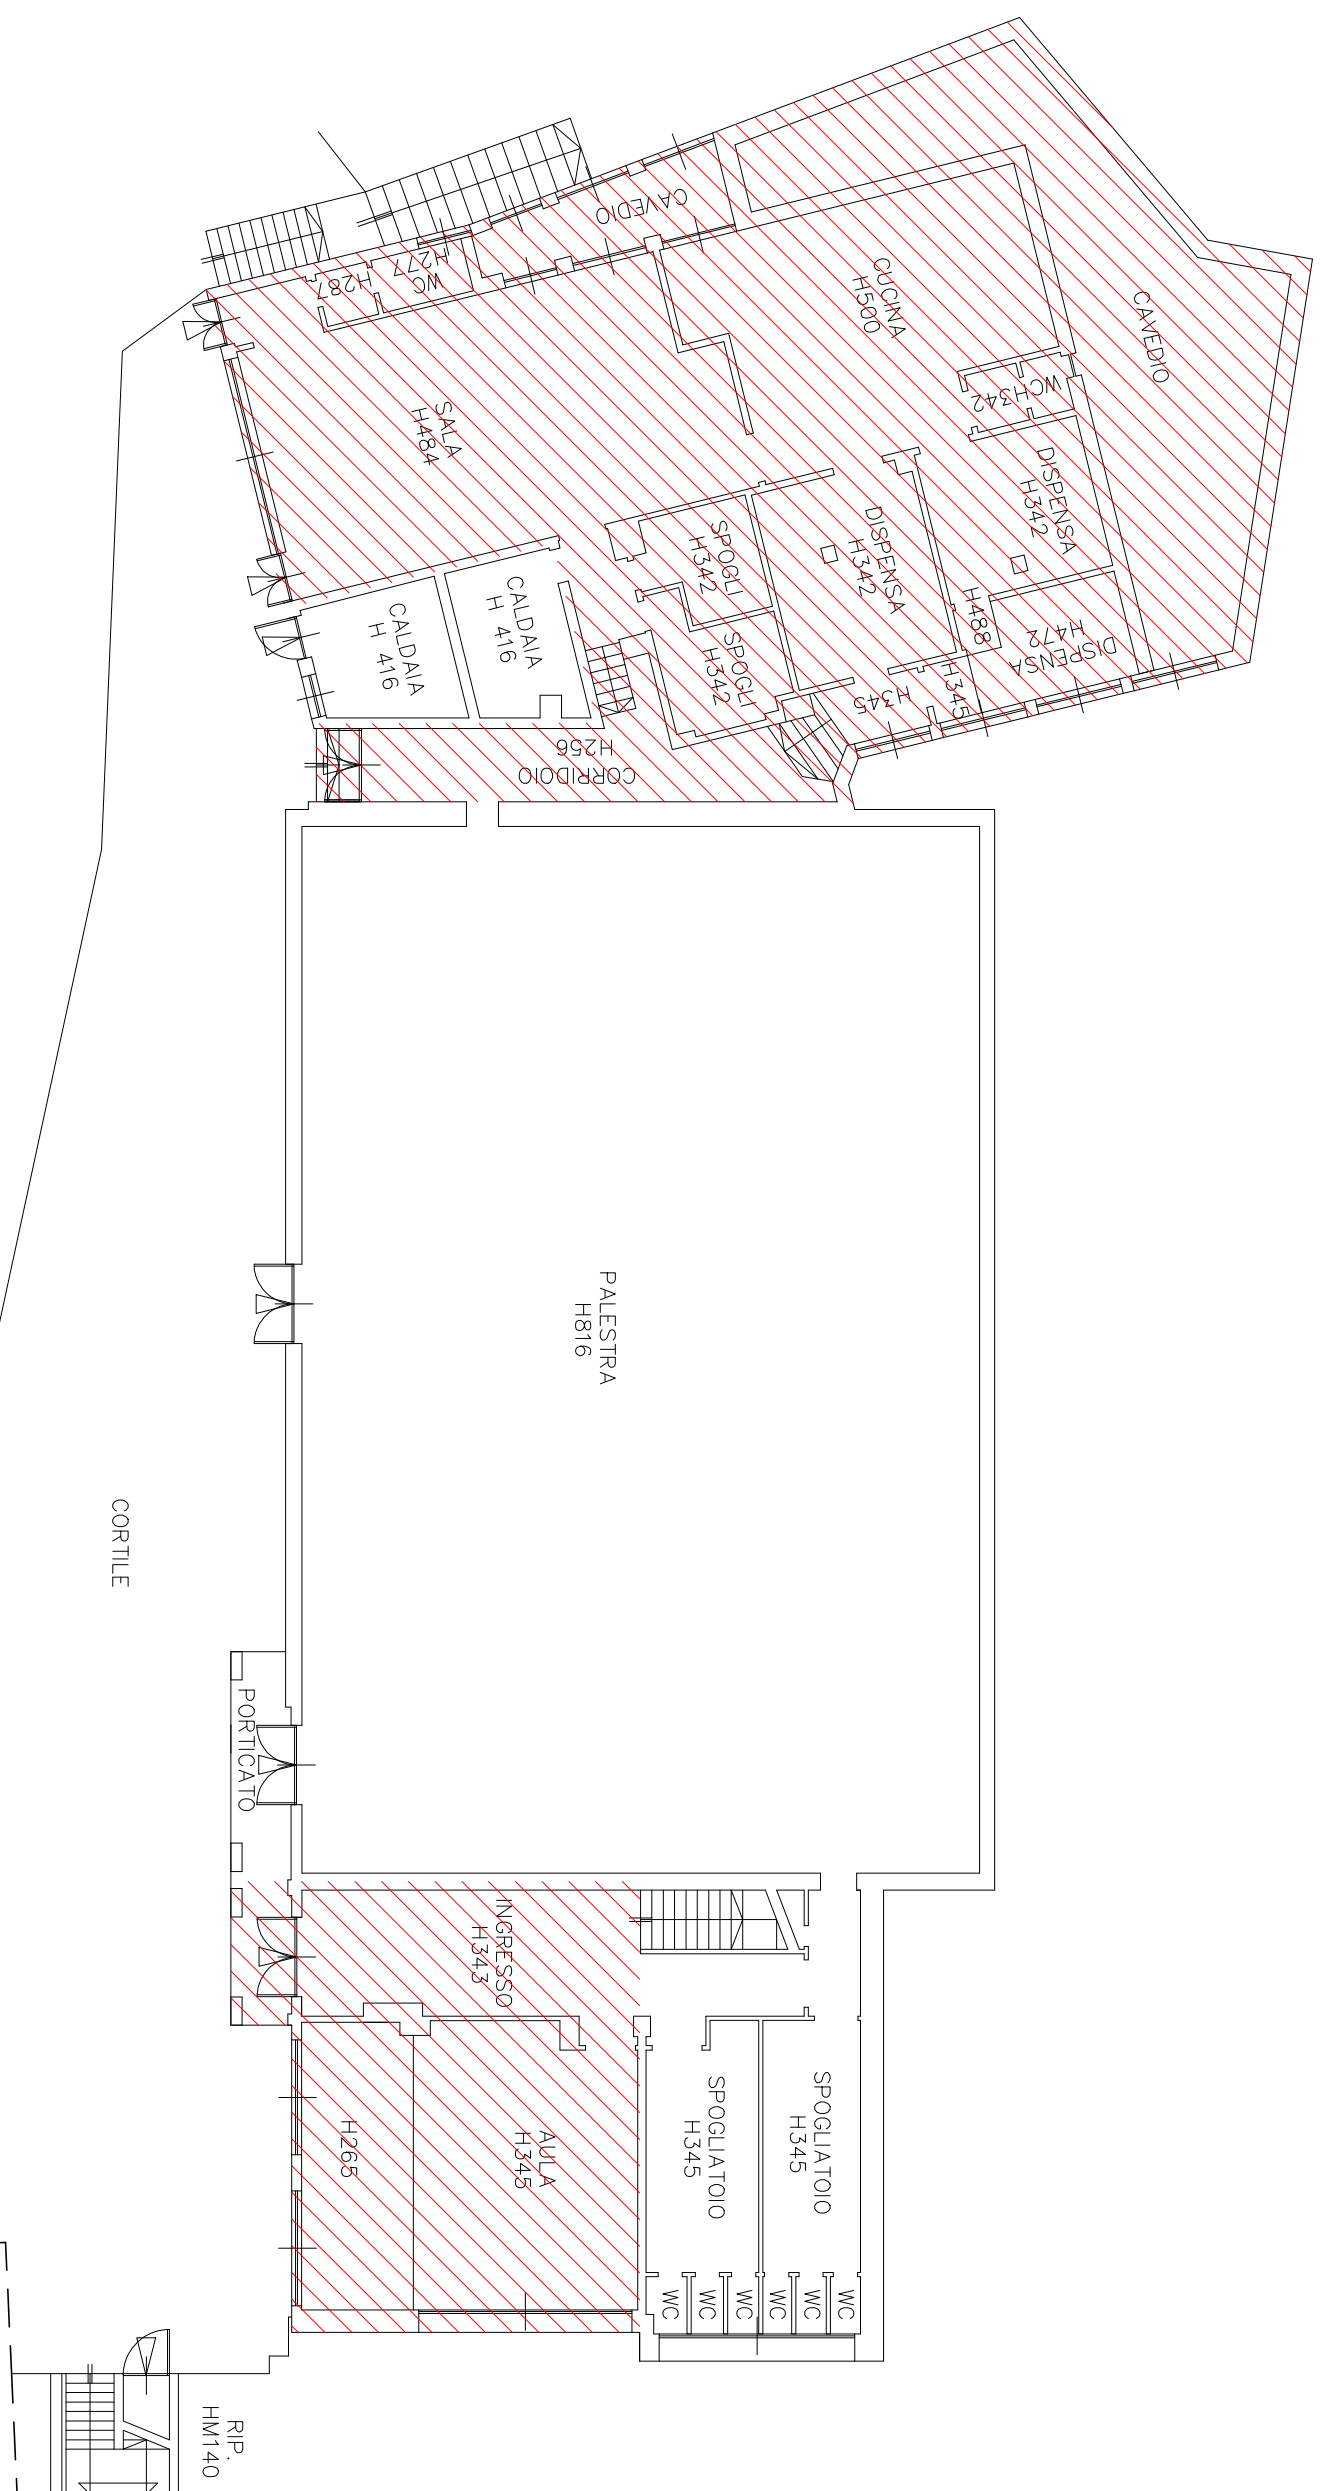 CAVEDIO
WC
H277
H287
CUCINA
H500
CAVEDIO
WCH342
SALA
H484
DISPENSA
H342
DISPENSA
H342
SPOGLI
H342
SPOGLI
H342
H488
DISPENSA
H472
H345
H345
CALDAIA
H 416
CALDAIA
H 416
CORRIDOIO
H256
PALESTRA
H816
CORTILE
PORTICATO
INGRESSO
H343
AULA
H345
H265
SPOGLIATOIO
H345
SPOGLIATOIO
H345
WC
WC
WC
WC
WC
WC
RIP.
HM140